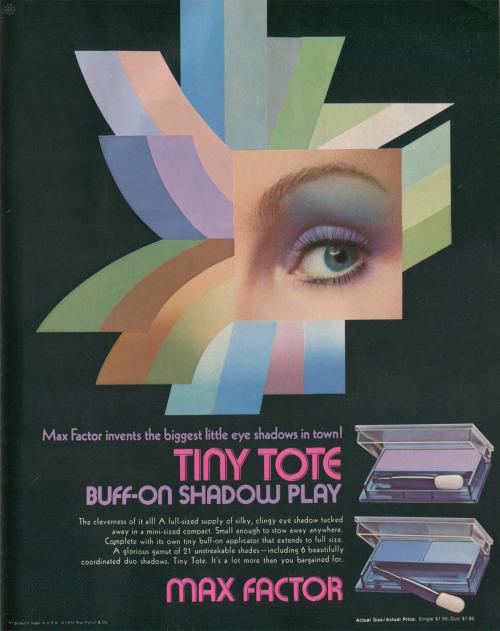 Max Factor invents the biggest little eye shadows in town!
TINY TOTE
BUFF-ON SHADOW PLAY
The cleverness of it all! A full-sized supply of silky, clingy eye shadow tucked
away in a mini-sized compact. Small enough to stow away anywhere.
Complete with its own tiny buff-on applicator that extends to full size.
A glorious gamut of 21 unstreakable shades—including 6 beautifully
coordinated duo shadows. Tiny Tote. It's a lot more than you bargained for.
MAX FACTOR
Actual Size/Actual Price: Single $1.50, Duo $1.95